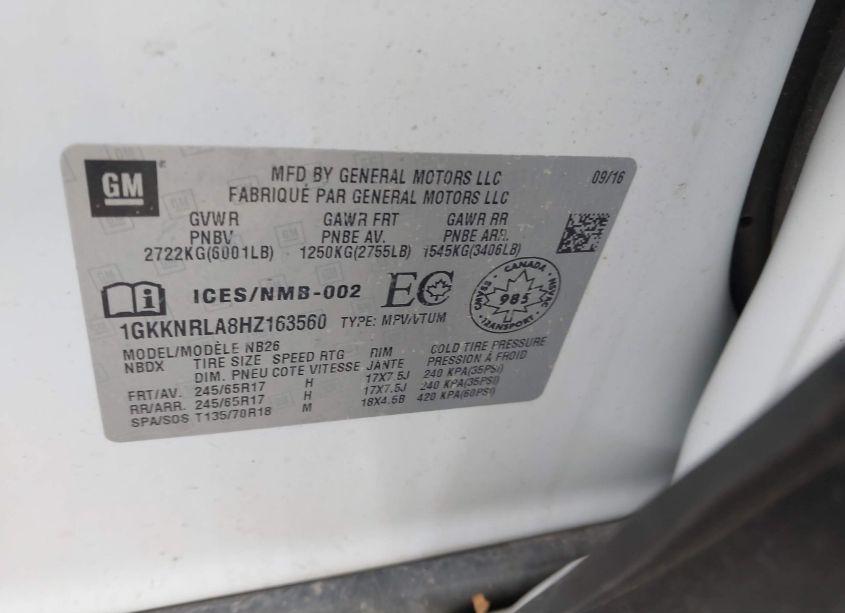 GM
MFD BY GENERAL MOTORS LLC 09/16
FABRIQUÉ PAR GENERAL MOTORS LLC
GVWR GAWR FRT GAWR RR
PNBV PNBE AV. PNBE ARR.
2722KG(6001LB) 1250KG(2755LB) 1545KG(3406LB)
ICES/NMB-002 EC CANADA 985 TRANSPORT
1GKKNRLA8HZ163560 TYPE: MPV/VTUM
MODEL/MODÈLE NB26
NBDX TIRE SIZE SPEED RTG RIM COLD TIRE PRESSURE
DIM. PNEU COTE VITESSE JANTE PRESSION À FROID
FRT/AV. 245/65R17 H 17X7.5J 240 KPA(35PSI)
RR/ARR. 245/65R17 H 17X7.5J 240 KPA(35PSI)
SPA/SOS T135/70R18 M 18X4.5B 420 KPA(60PSI)